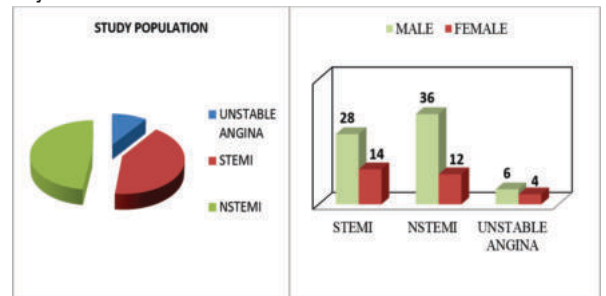 STUDY POPULATION
UNSTABLE
ANGINA
STEMI
NSTEMI
MALE FEMALE
28
14
36
12
6
4
STEMI NSTEMI UNSTABLE
ANGINA